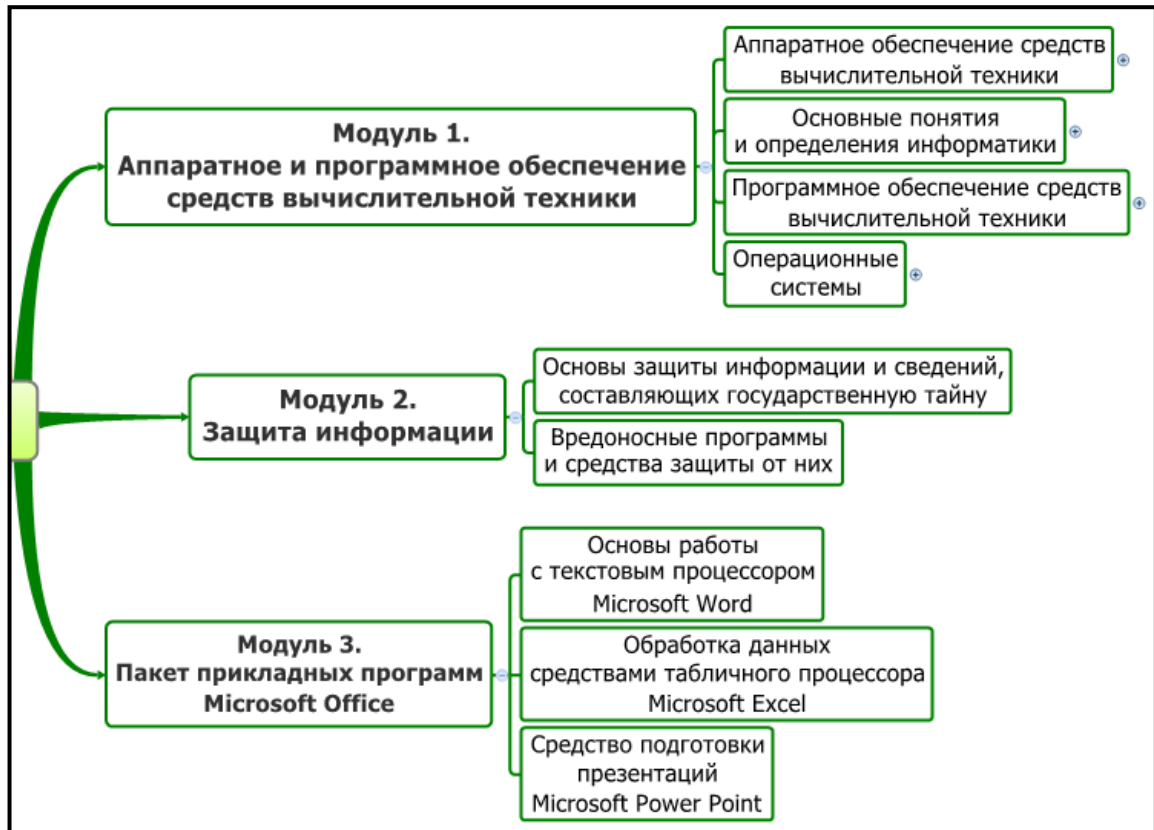 Модуль 1.
Аппаратное и программное обеспечение
средств вычислительной техники
Аппаратное обеспечение средств
вычислительной техники
Основные понятия
и определения информатики
Программное обеспечение средств
вычислительной техники
Операционные
системы
Модуль 2.
Защита информации
Основы защиты информации и сведений,
составляющих государственную тайну
Вредоносные программы
и средства защиты от них
Модуль 3.
Пакет прикладных программ
Microsoft Office
Основы работы
с текстовым процессором
Microsoft Word
Обработка данных
средствами табличного процессора
Microsoft Excel
Средство подготовки
презентаций
Microsoft Power Point